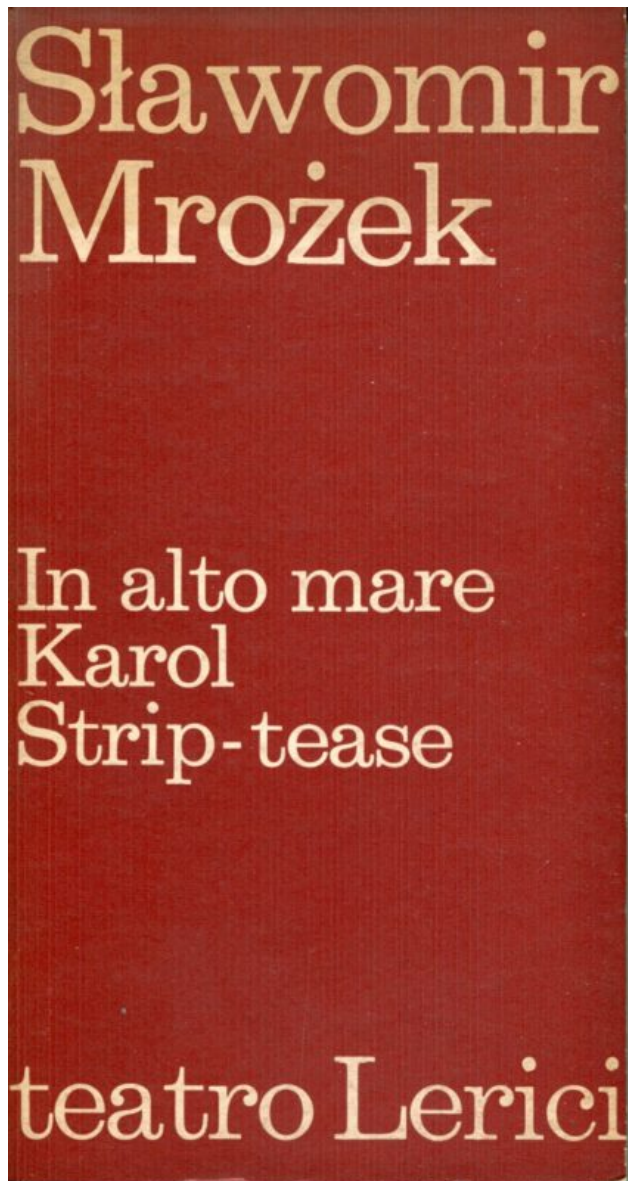 Sławomir
Mrożek
In alto mare
Karol
Strip-tease
teatro Lerici